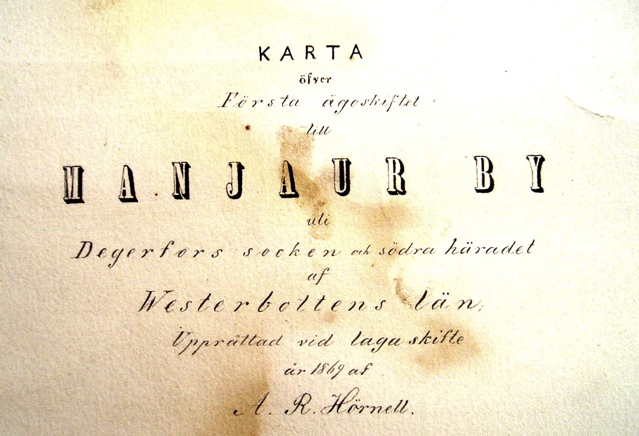 KARTA
öfver
Första ägoskiftet
till
MANJAUR BY
uti
Degerfors socken och södra häradet
af
Westerbottens län,
Upprättad vid laga skifte
år 1869 af
A. R. Hörnell.